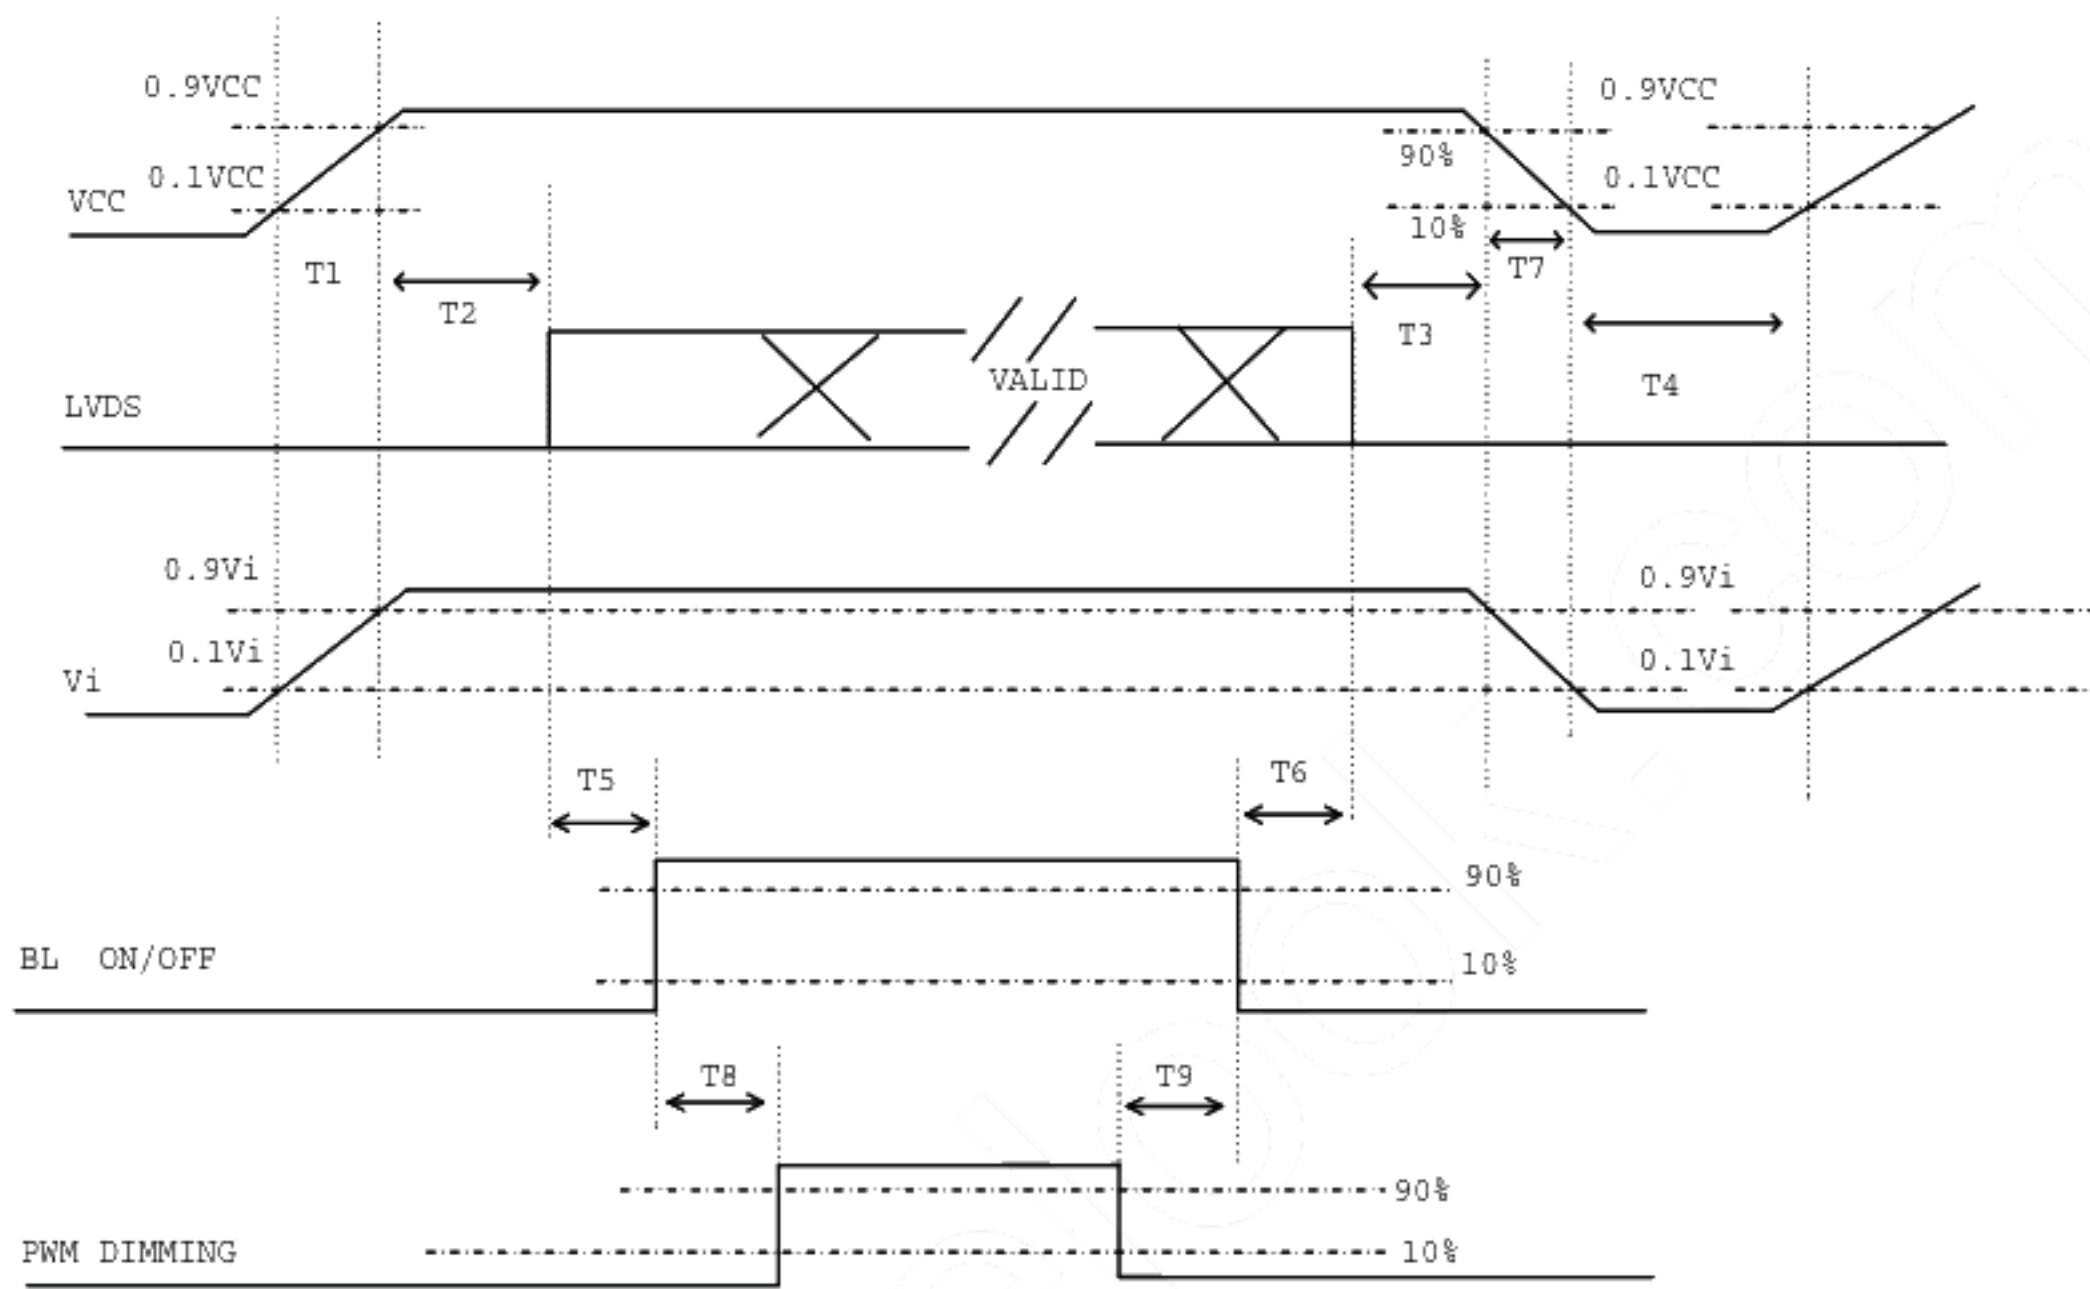 0.9VCC
0.9VCC
90%
0.1VCC
0.1VCC
VCC
10%
T1
T7
T2
T3
VALID
T4
LVDS
0.9Vi
0.9Vi
0.1Vi
0.1Vi
Vi
T5
T6
90%
BL ON/OFF
10%
T8
T9
90%
PWM DIMMING
10%